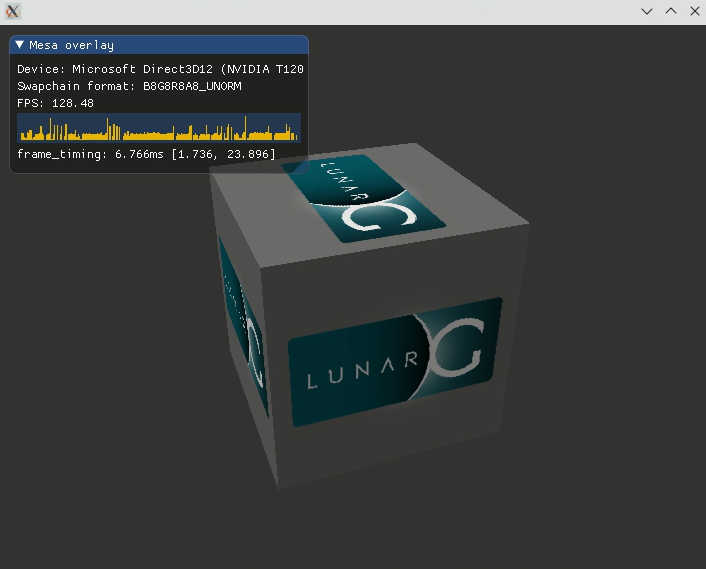 Mesa overlay
Device: Microsoft Direct3D12 (NVIDIA T120
Swapchain format: B8G8R8A8_UNORM
FPS: 128.48
frame_timing: 6.766ms [1.736, 23.896]
LUNAR G
LUNAR G
LUNAR G